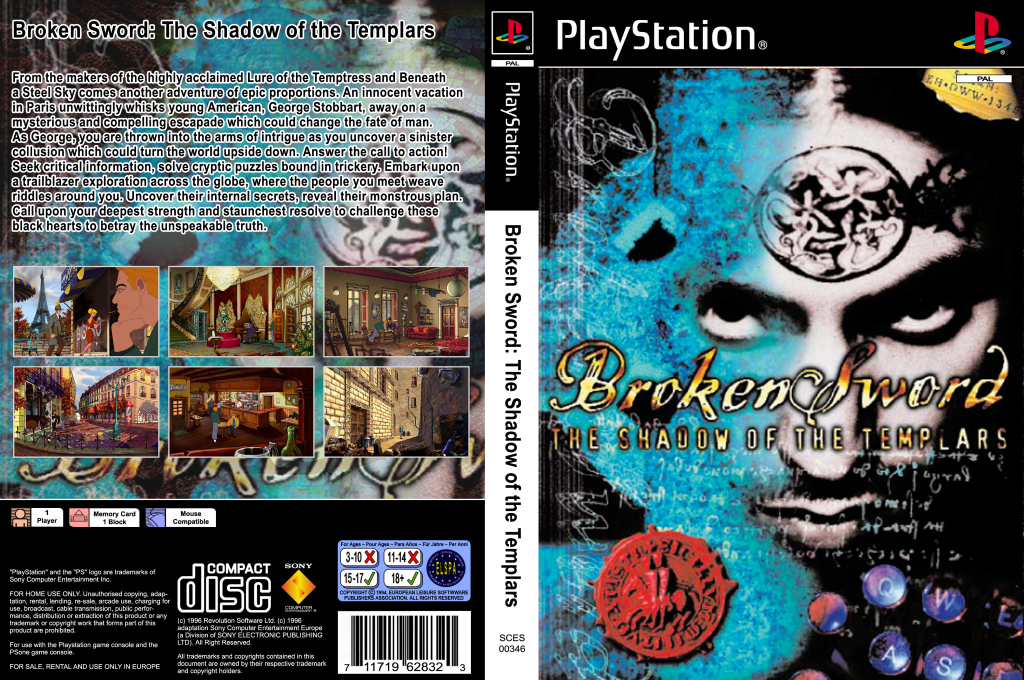 Broken Sword: The Shadow of the Templars
From the makers of the highly acclaimed Lure of the Temptress and Beneath
a Steel Sky comes another adventure of epic proportions. An innocent vacation
in Paris unwittingly whisks young American, George Stobbart, away on a
mysterious and compelling escapade which could change the fate of man.
As George, you are thrown into the arms of intrigue as you uncover a sinister
collusion which could turn the world upside down. Answer the call to action!
Seek critical information, solve cryptic puzzles bound in trickery. Embark upon
a trailblazer exploration across the globe, where the people you meet weave
riddles around you. Uncover their internal secrets, reveal their monstrous plan.
Call upon your deepest strength and staunchest resolve to challenge these
black hearts to betray the unspeakable truth.
1
Player
Memory Card
1 Block
Mouse
Compatible
"PlayStation" and the "PS" logo are trademarks of
Sony Computer Entertainment Inc.
FOR HOME USE ONLY. Unauthorised copying, adap-
tation, rental, lending, re-sale, arcade use, charging for
use, broadcast, cable transmission, public perfor-
mance, distribution or extraction of this product or any
trademark or copyright work that forms part of this
product are prohibited.
For use with the Playstation game console and the
PSone game console.
FOR SALE, RENTAL AND USE ONLY IN EUROPE
COMPACT
disc
SONY
COMPUTER
ENTERTAINMENT ®
(c) 1996 Revolution Software Ltd. (c) 1996
adaptation Sony Computer Entertainment Europe
(a Division of SONY ELECTRONIC PUBLISHING
LTD). All Right Reserved.
All trademarks and copyrights contained in this
document are owned by their respective trademark
and copyright holders.
For Ages – Pour Ages – Para Años – Für Jahre – Per Anni
3-10
11-14
15-17
18+
ELSPA
COPYRIGHT © 1994, EUROPEAN LEISURE SOFTWWARE
PUBLISHERS ASSOCIATION. ALL RIGHTS RESERVED
7 11719 62832 3
PAL
PlayStation®
Broken Sword: The Shadow of the Templars
SCES
00346
PlayStation®
PAL
Broken Sword
THE SHADOW OF THE TEMPLARS
Q
W
E
A
S